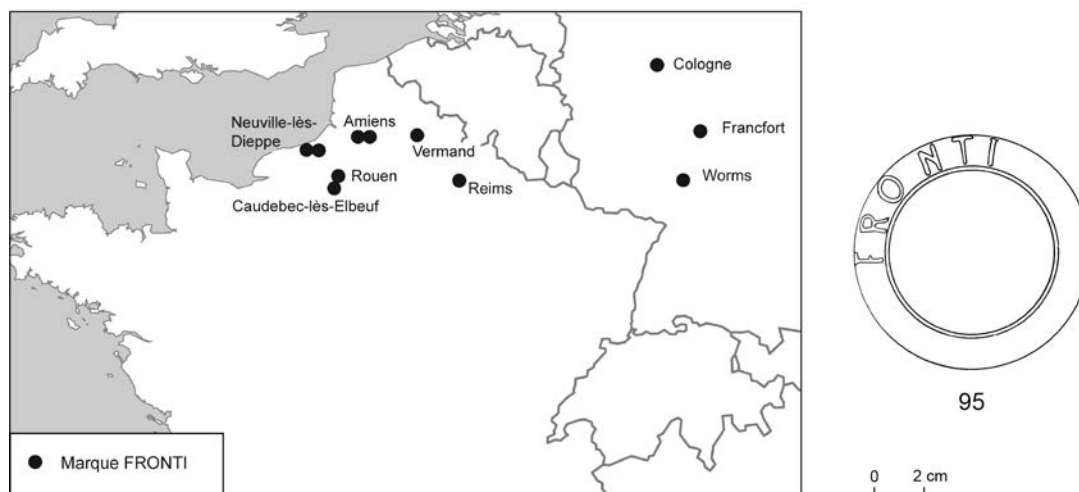 Cologne
Neuville-lès-
Dieppe
Amiens
Vermand
Francfort
Rouen
Reims
Worms
Caudebec-lès-Elbeuf
Marque FRONTI
FRONTI
95
0 2 cm